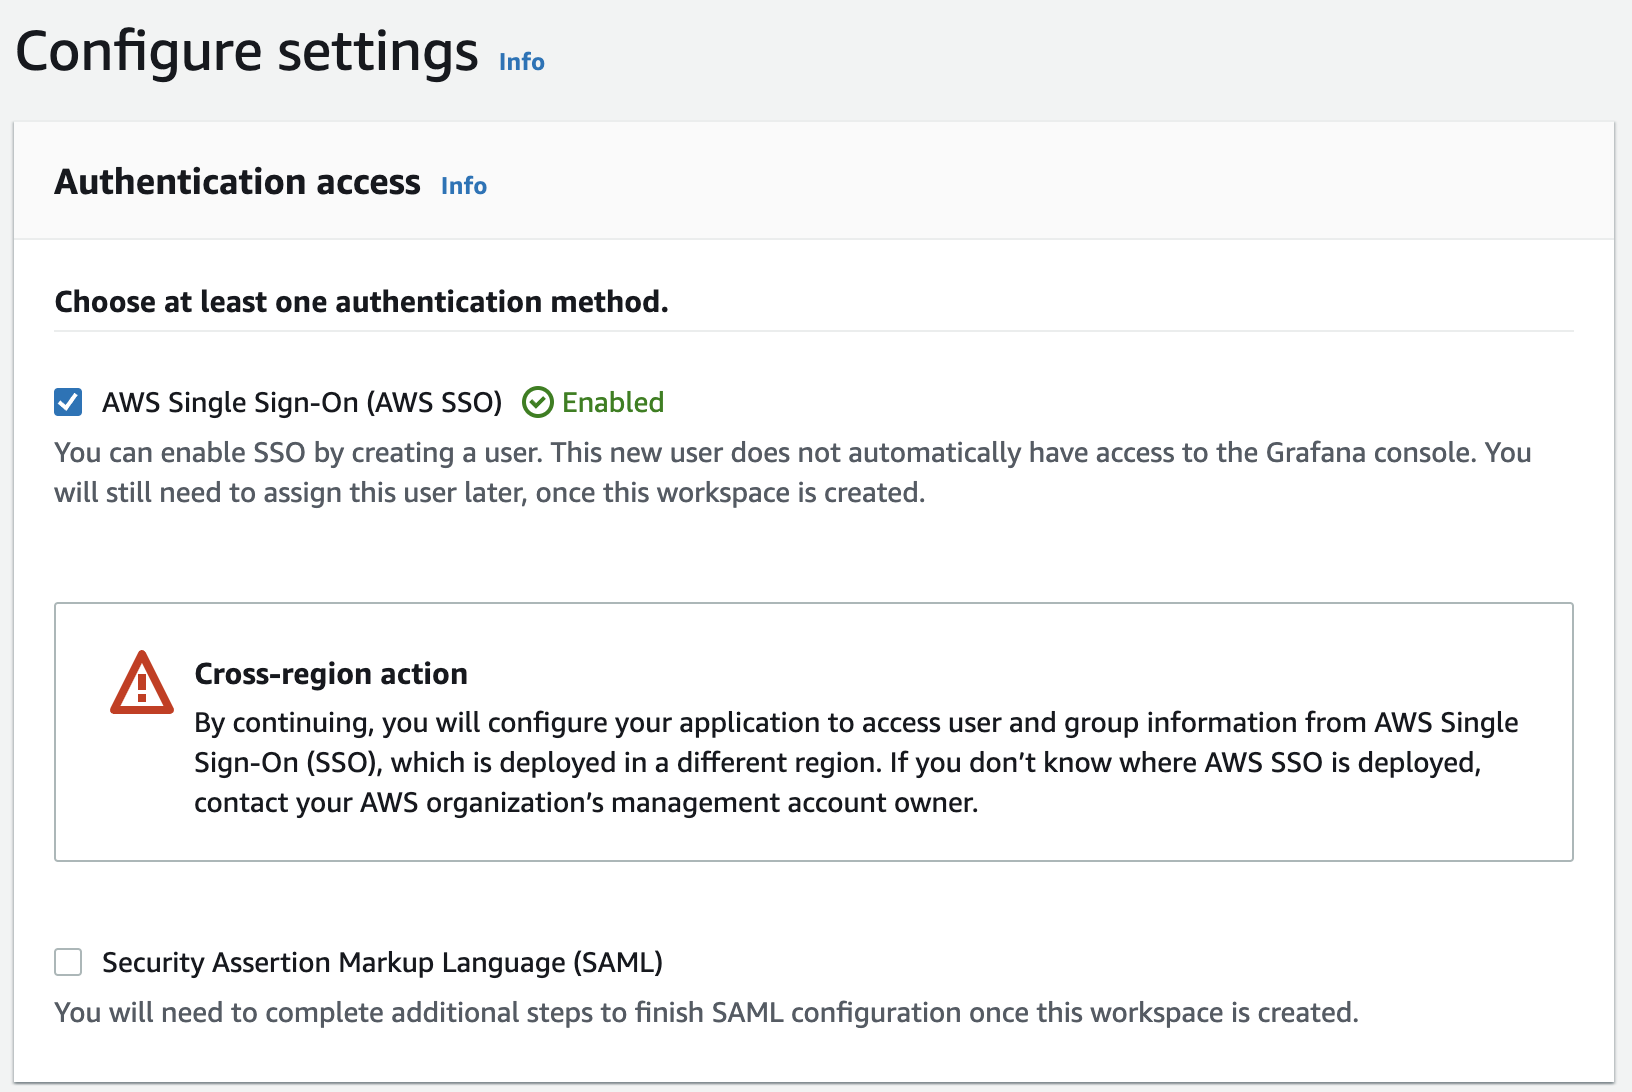 Configure settings Info
Authentication access Info
Choose at least one authentication method.
AWS Single Sign-On (AWS SSO) Enabled
You can enable SSO by creating a user. This new user does not automatically have access to the Grafana console. You
will still need to assign this user later, once this workspace is created.
Cross-region action
By continuing, you will configure your application to access user and group information from AWS Single
Sign-On (SSO), which is deployed in a different region. If you don’t know where AWS SSO is deployed,
contact your AWS organization’s management account owner.
Security Assertion Markup Language (SAML)
You will need to complete additional steps to finish SAML configuration once this workspace is created.